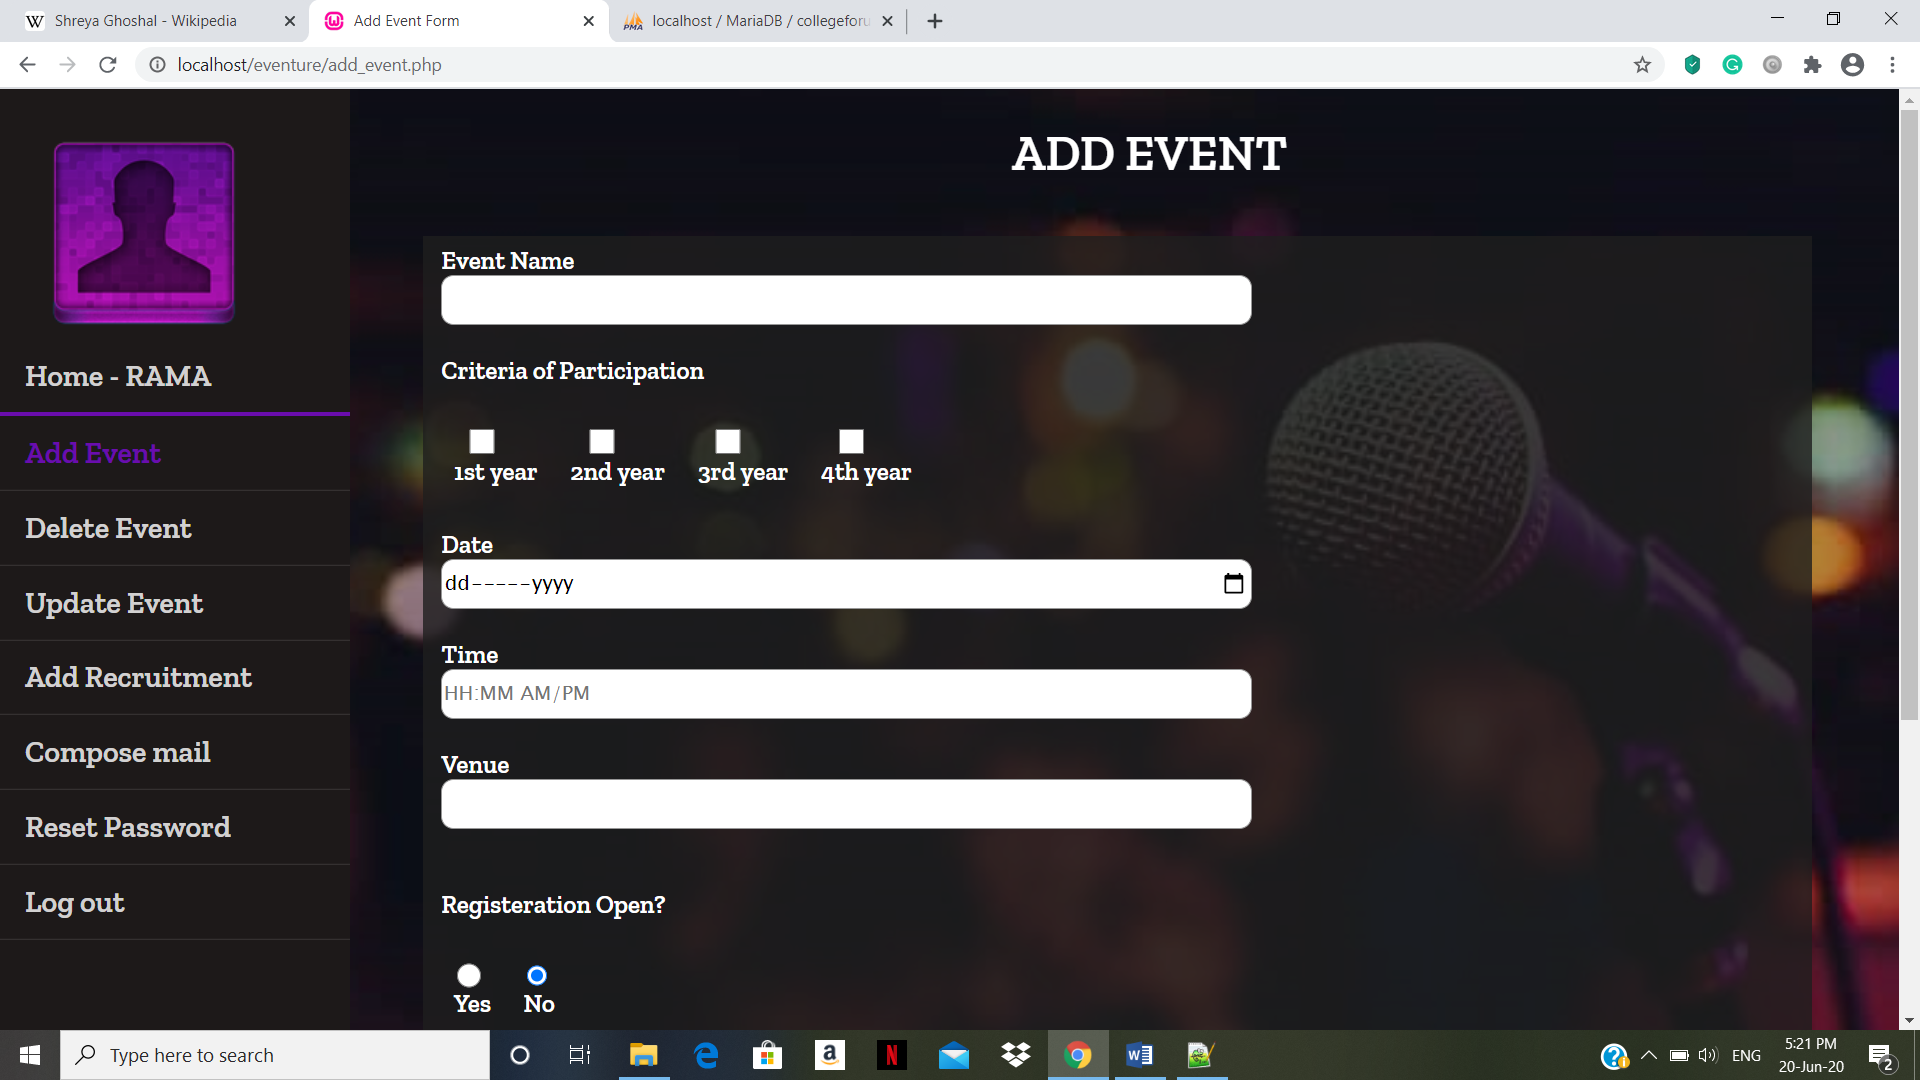 Shreya Ghoshal - Wikipedia
Add Event Form
localhost / MariaDB / collegeforu
localhost/eventure/add_event.php
Home - RAMA
Add Event
Delete Event
Update Event
Add Recruitment
Compose mail
Reset Password
Log out
ADD EVENT
Event Name
Criteria of Participation
1st year 2nd year 3rd year 4th year
Date
dd-----yyyy
Time
HH:MM AM/PM
Venue
Registeration Open?
Yes No
Type here to search
ENG
5:21 PM
20-Jun-20
2